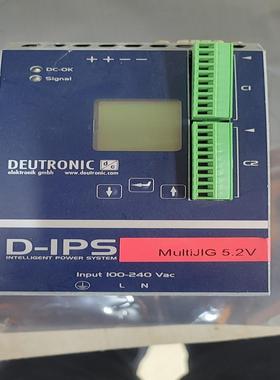 + + - -
DC-OK
Signal
C1
C2
DEUTRONIC
elektronik gmbh www.deutronic.com
D-IPS
INTELLIGENT POWER SYSTEM
MultiJIG 5.2V
Input 100-240 Vac
L N